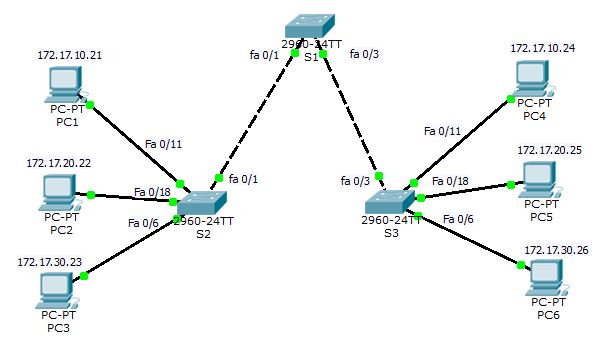 2960-24TT
S1
fa 0/1
fa 0/3
172.17.10.21
PC-PT
PC1
Fa 0/11
172.17.10.24
PC-PT
PC4
Fa 0/11
172.17.20.22
PC-PT
PC2
Fa 0/18
fa 0/1
2960-24TT
S2
fa 0/3
2960-24TT
S3
Fa 0/18
172.17.20.25
PC-PT
PC5
Fa 0/6
172.17.30.23
PC-PT
PC3
Fa 0/6
172.17.30.26
PC-PT
PC6